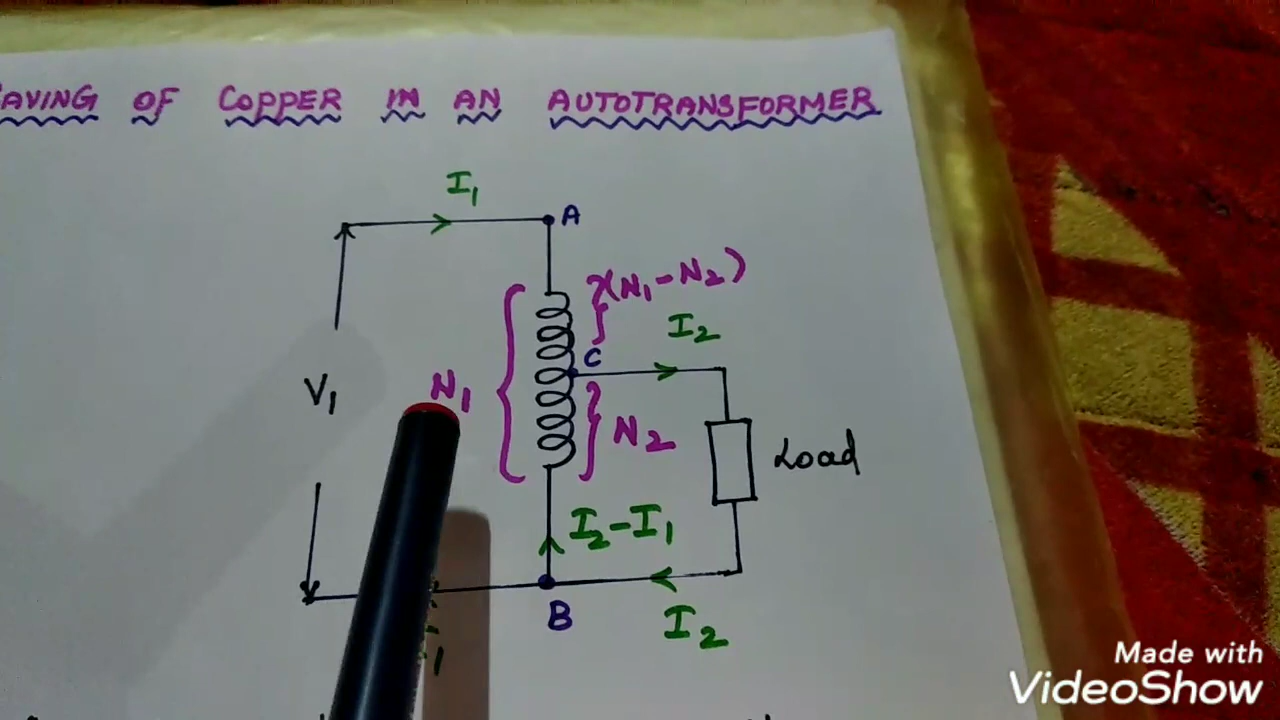 AVING OF COPPER IN AN AUTOTRANSFORMER
I₁
A
(N₁-N₂)
I₂
C
V₁
N₁
N₂
Load
I₂-I₁
B
I₂
Made with
VideoShow